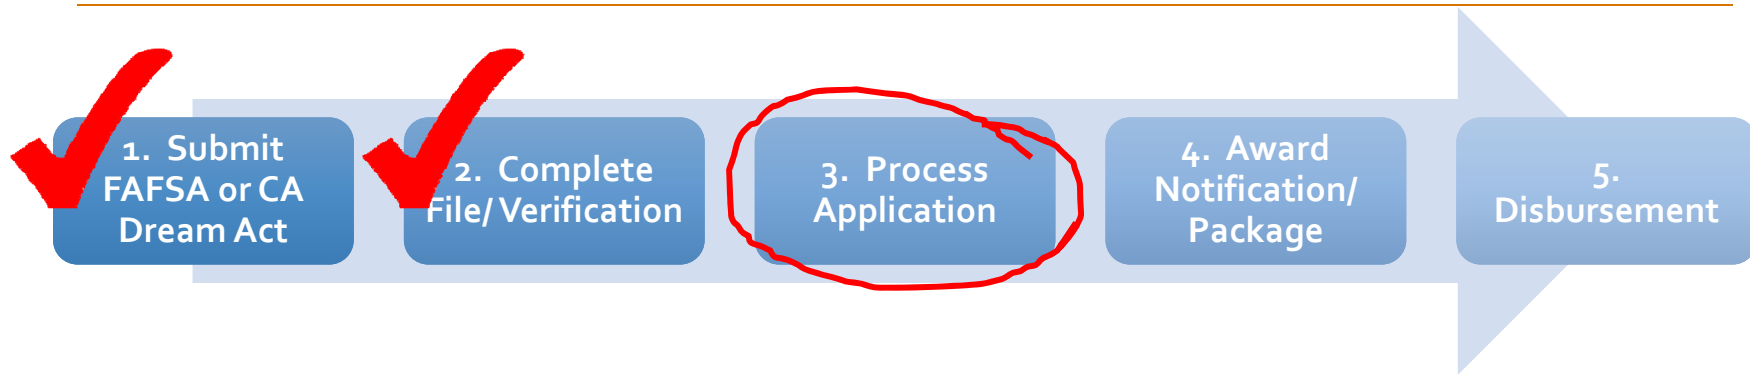 1. Submit
FAFSA or CA
Dream Act
2. Complete
File/ Verification
3. Process
Application
4. Award
Notification/
Package
5.
Disbursement